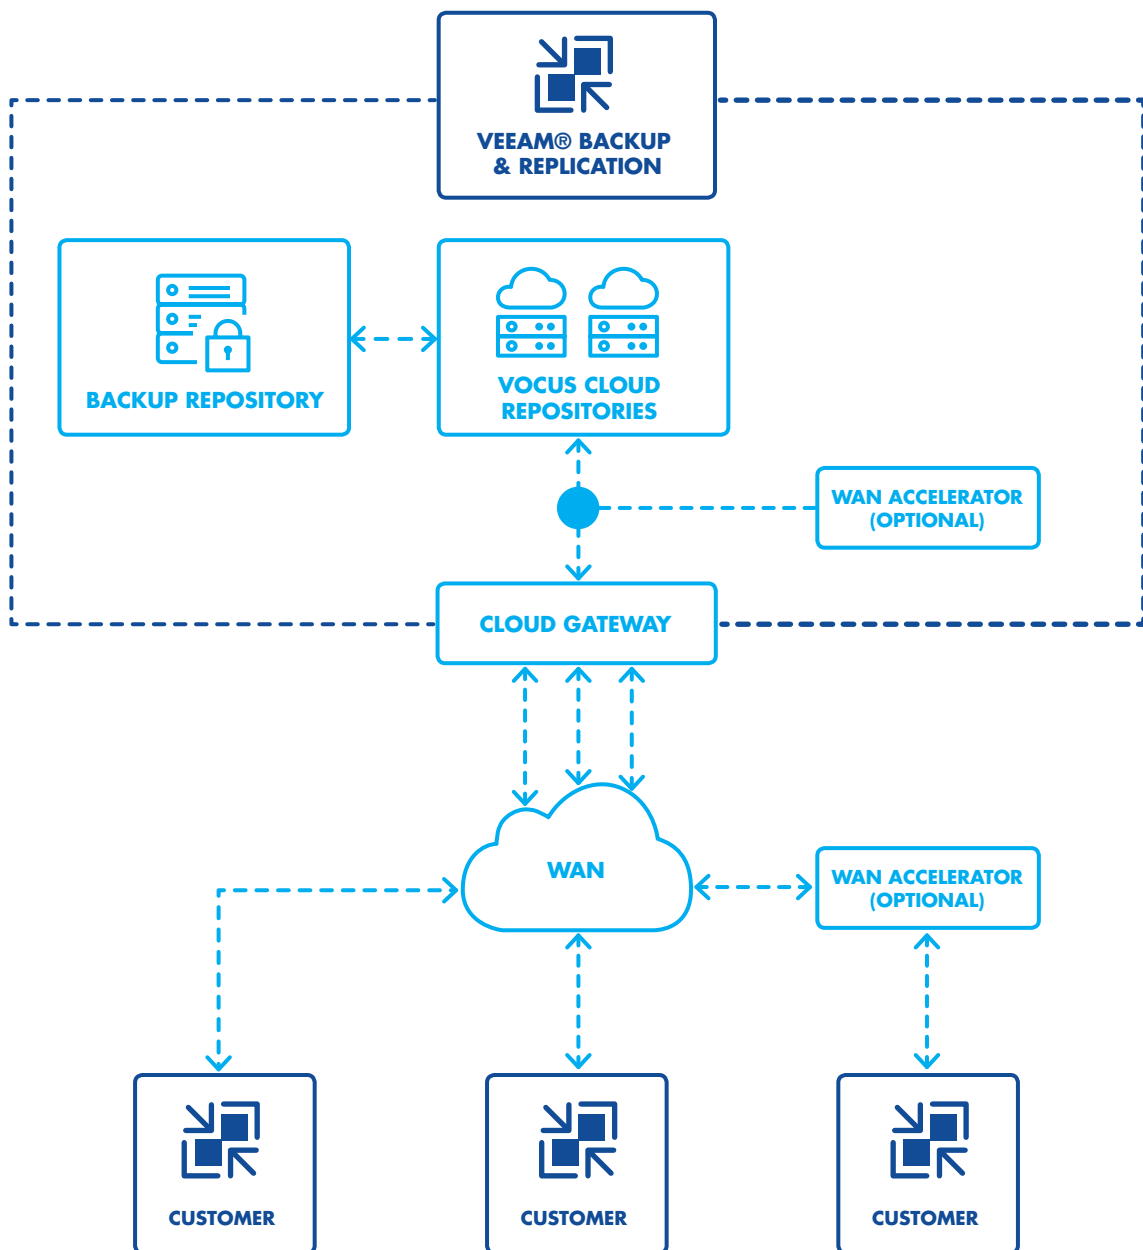 VEEAM® BACKUP
& REPLICATION
BACKUP REPOSITORY
VOCUS CLOUD
REPOSITORIES
WAN ACCELERATOR
(OPTIONAL)
CLOUD GATEWAY
WAN
WAN ACCELERATOR
(OPTIONAL)
CUSTOMER
CUSTOMER
CUSTOMER